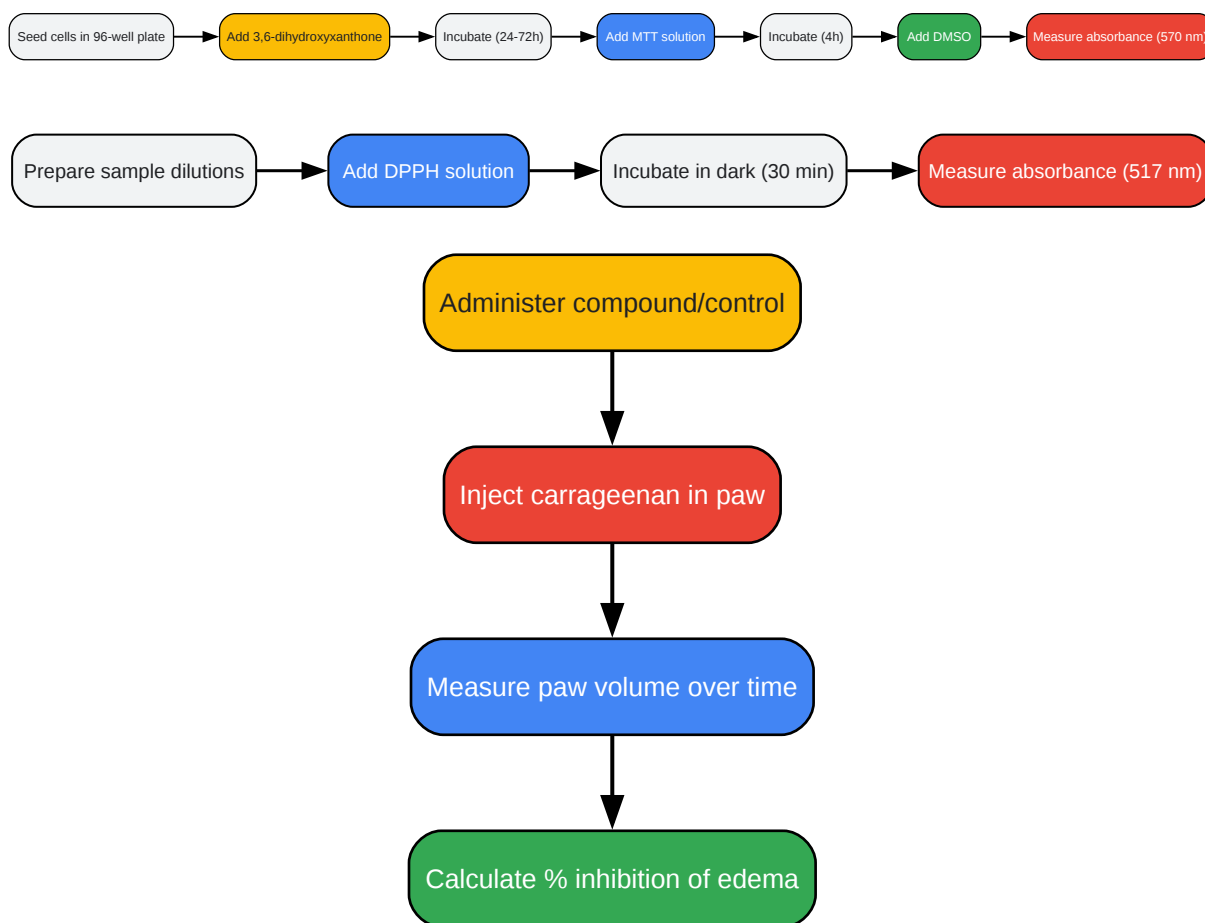 Seed cells in 96-well plate
Add 3,6-dihydroxyxanthone
Incubate (24-72h)
Add MTT solution
Incubate (4h)
Add DMSO
Measure absorbance (570 nm)
Prepare sample dilutions
Add DPPH solution
Incubate in dark (30 min)
Measure absorbance (517 nm)
Administer compound/control
Inject carrageenan in paw
Measure paw volume over time
Calculate % inhibition of edema